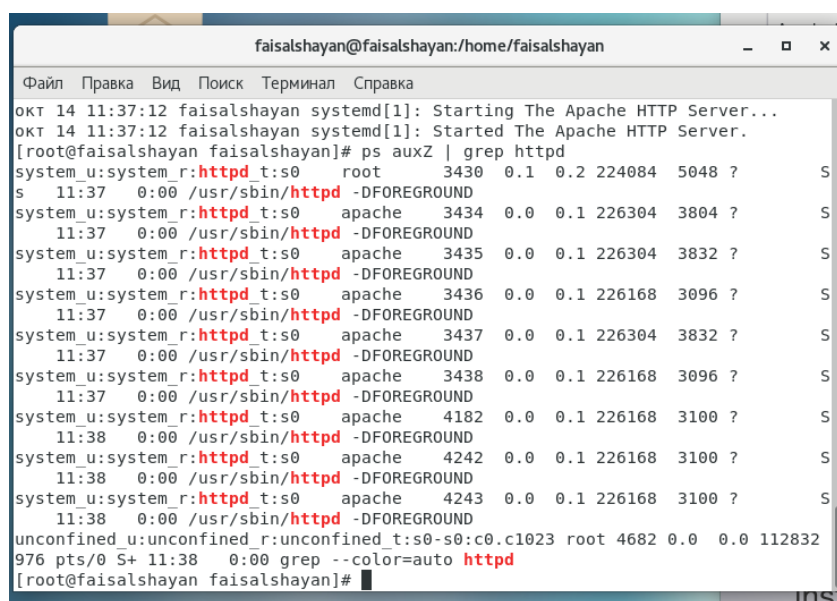 faisalshayan@faisalshayan:/home/faisalshayan
Файл Правка Вид Поиск Терминал Справка
окт 14 11:37:12 faisalshayan systemd[1]: Starting The Apache HTTP Server...
окт 14 11:37:12 faisalshayan systemd[1]: Started The Apache HTTP Server.
[root@faisalshayan faisalshayan]# ps auxZ | grep httpd
system_u:system_r:httpd_t:s0    root      3430  0.1  0.2 224084  5048 ?        S
s   11:37   0:00 /usr/sbin/httpd -DFOREGROUND
system_u:system_r:httpd_t:s0    apache    3434  0.0  0.1 226304  3804 ?        S
    11:37   0:00 /usr/sbin/httpd -DFOREGROUND
system_u:system_r:httpd_t:s0    apache    3435  0.0  0.1 226304  3832 ?        S
    11:37   0:00 /usr/sbin/httpd -DFOREGROUND
system_u:system_r:httpd_t:s0    apache    3436  0.0  0.1 226168  3096 ?        S
    11:37   0:00 /usr/sbin/httpd -DFOREGROUND
system_u:system_r:httpd_t:s0    apache    3437  0.0  0.1 226304  3832 ?        S
    11:37   0:00 /usr/sbin/httpd -DFOREGROUND
system_u:system_r:httpd_t:s0    apache    3438  0.0  0.1 226168  3096 ?        S
    11:37   0:00 /usr/sbin/httpd -DFOREGROUND
system_u:system_r:httpd_t:s0    apache    4182  0.0  0.1 226168  3100 ?        S
    11:38   0:00 /usr/sbin/httpd -DFOREGROUND
system_u:system_r:httpd_t:s0    apache    4242  0.0  0.1 226168  3100 ?        S
    11:38   0:00 /usr/sbin/httpd -DFOREGROUND
system_u:system_r:httpd_t:s0    apache    4243  0.0  0.1 226168  3100 ?        S
    11:38   0:00 /usr/sbin/httpd -DFOREGROUND
unconfined_u:unconfined_r:unconfined_t:s0-s0:c0.c1023 root 4682 0.0  0.0 112832
976 pts/0 S+ 11:38   0:00 grep --color=auto httpd
[root@faisalshayan faisalshayan]#